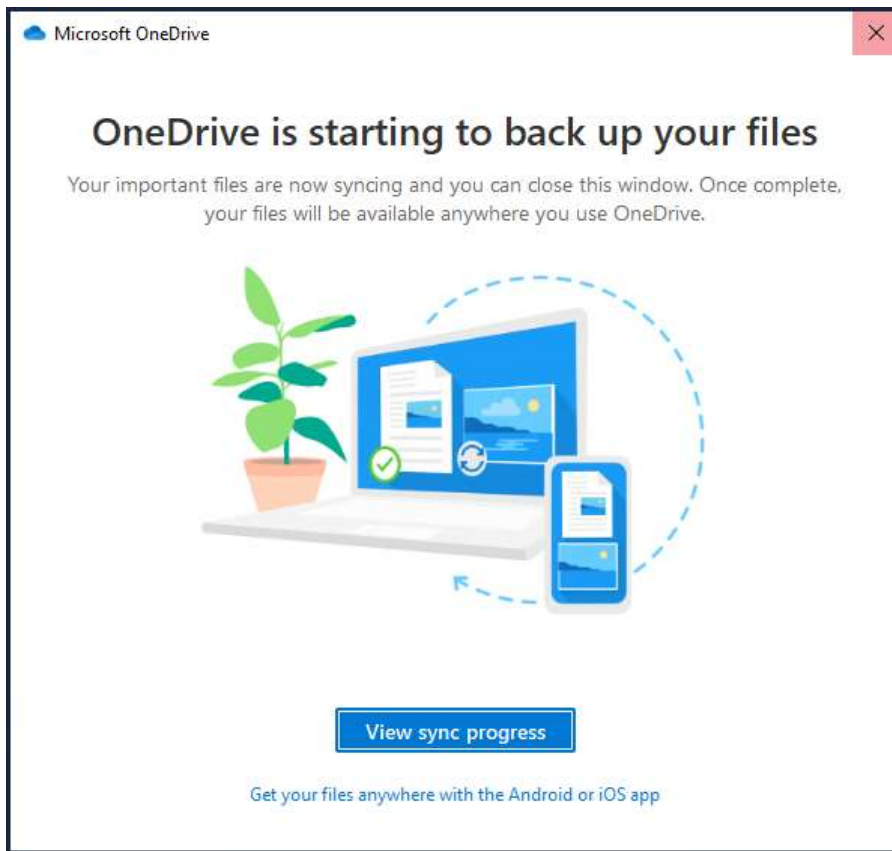 Microsoft OneDrive
OneDrive is starting to back up your files
Your important files are now syncing and you can close this window. Once complete,
your files will be available anywhere you use OneDrive.
View sync progress
Get your files anywhere with the Android or iOS app